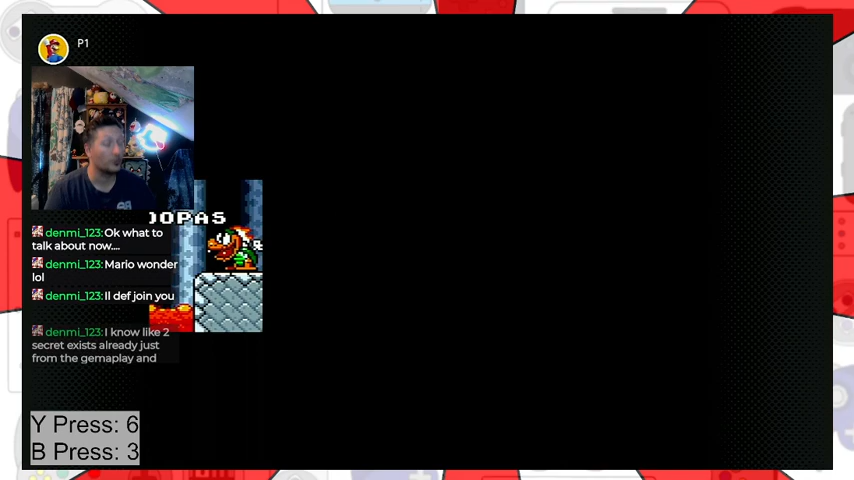 P1
OOPAS
denmi_123: Ok what to
talk about now....
denmi_123: Mario wonder
lol
denmi_123: Il def join you
denmi_123: I know like 2
secret exists already just
from the gemaplay and
Y Press: 6
B Press: 3